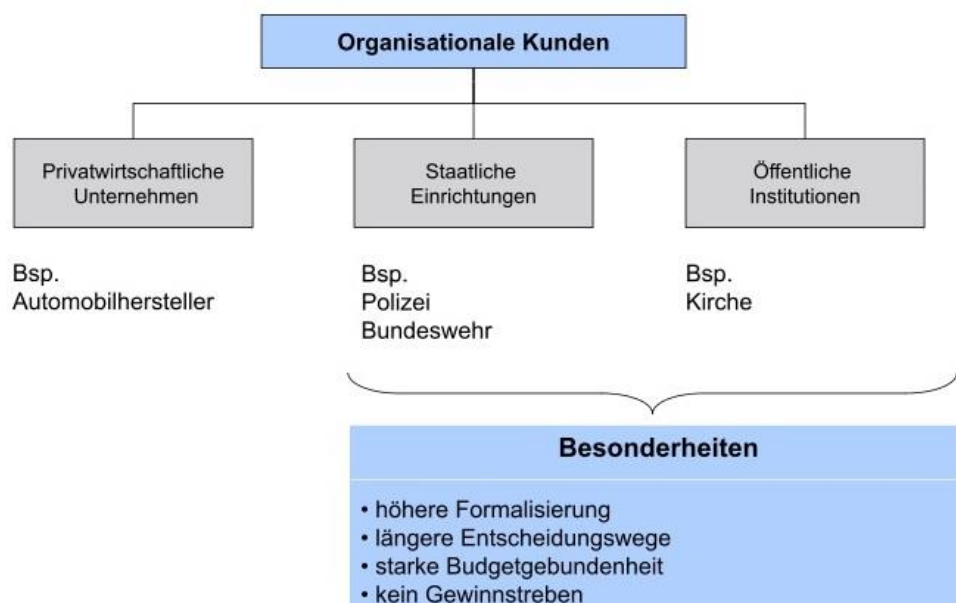 Organisationale Kunden
Privatwirtschaftliche
Unternehmen
Staatliche
Einrichtungen
Öffentliche
Institutionen
Bsp.
Automobilhersteller
Bsp.
Polizei
Bundeswehr
Bsp.
Kirche
Besonderheiten
• höhere Formalisierung
• längere Entscheidungswege
• starke Budgetgebundenheit
• kein Gewinnstreben